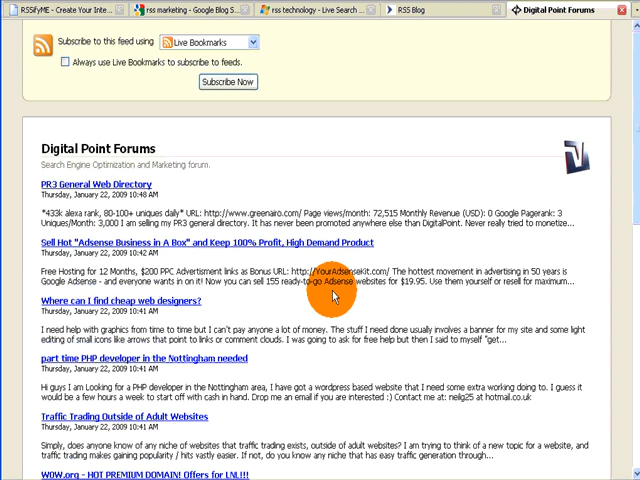 RSSifyME - Create Your Inte...
rss marketing - Google Blog S...
rss technology - Live Search ...
RSS Blog
Digital Point Forums
Subscribe to this feed using
Live Bookmarks
Always use Live Bookmarks to subscribe to feeds.
Subscribe Now
Digital Point Forums
Search Engine Optimization and Marketing forum.
PR3 General Web Directory
Thursday, January 22, 2009 10:48 AM
*433k alexa rank, 80-100+ uniques daily* URL: http://www.greenairo.com/ Page views/month: 72,515 Monthly Revenue (USD): 0 Google Pagerank: 3
Uniques/Month: 3,000 I am selling my PR3 general directory. It has never been promoted anywhere else than DigitalPoint. Never really tried to monetize...
Sell Hot "Adsense Business in A Box" and Keep 100% Profit, High Demand Product
Thursday, January 22, 2009 10:42 AM
Free Hosting for 12 Months, $200 PPC Advertisment links as Bonus URL: http://YourAdsenseKit.com/ The hottest movement in advertising in 50 years is
Google Adsense - and everyone wants in on it! Now you can sell 155 ready-to-go Adsense websites for $19.95. Use them yourself or resell for maximum...
Where can I find cheap web designers?
Thursday, January 22, 2009 10:41 AM
I need help with graphics from time to time but I can't pay anyone a lot of money. The stuff I need done usually involves a banner for my site and some light
editing of small icons like arrows that point to links or comment clouds. I was going to ask for free help but then I said to myself "get...
part time PHP developer in the Nottingham needed
Thursday, January 22, 2009 10:41 AM
Hi guys I am Looking for a PHP developer in the Nottingham area, I have got a wordpress based website that I need some extra working doing to. I guess it
would be a few hours a week to start off with cash in hand. Drop me an email if you are interested :) Contact me at: neilg25 at hotmail.co.uk
Traffic Trading Outside of Adult Websites
Thursday, January 22, 2009 10:41 AM
Simply, does anyone know of any niche of websites that traffic trading exists, outside of adult websites? I am trying to think of a new topic for a website, and
traffic trading makes gaining popularity / hits vastly easier. If not, do you know any niche that has easy traffic generation through...
W0W.org - HOT PREMIUM DOMAIN! Offers for LNL!!!